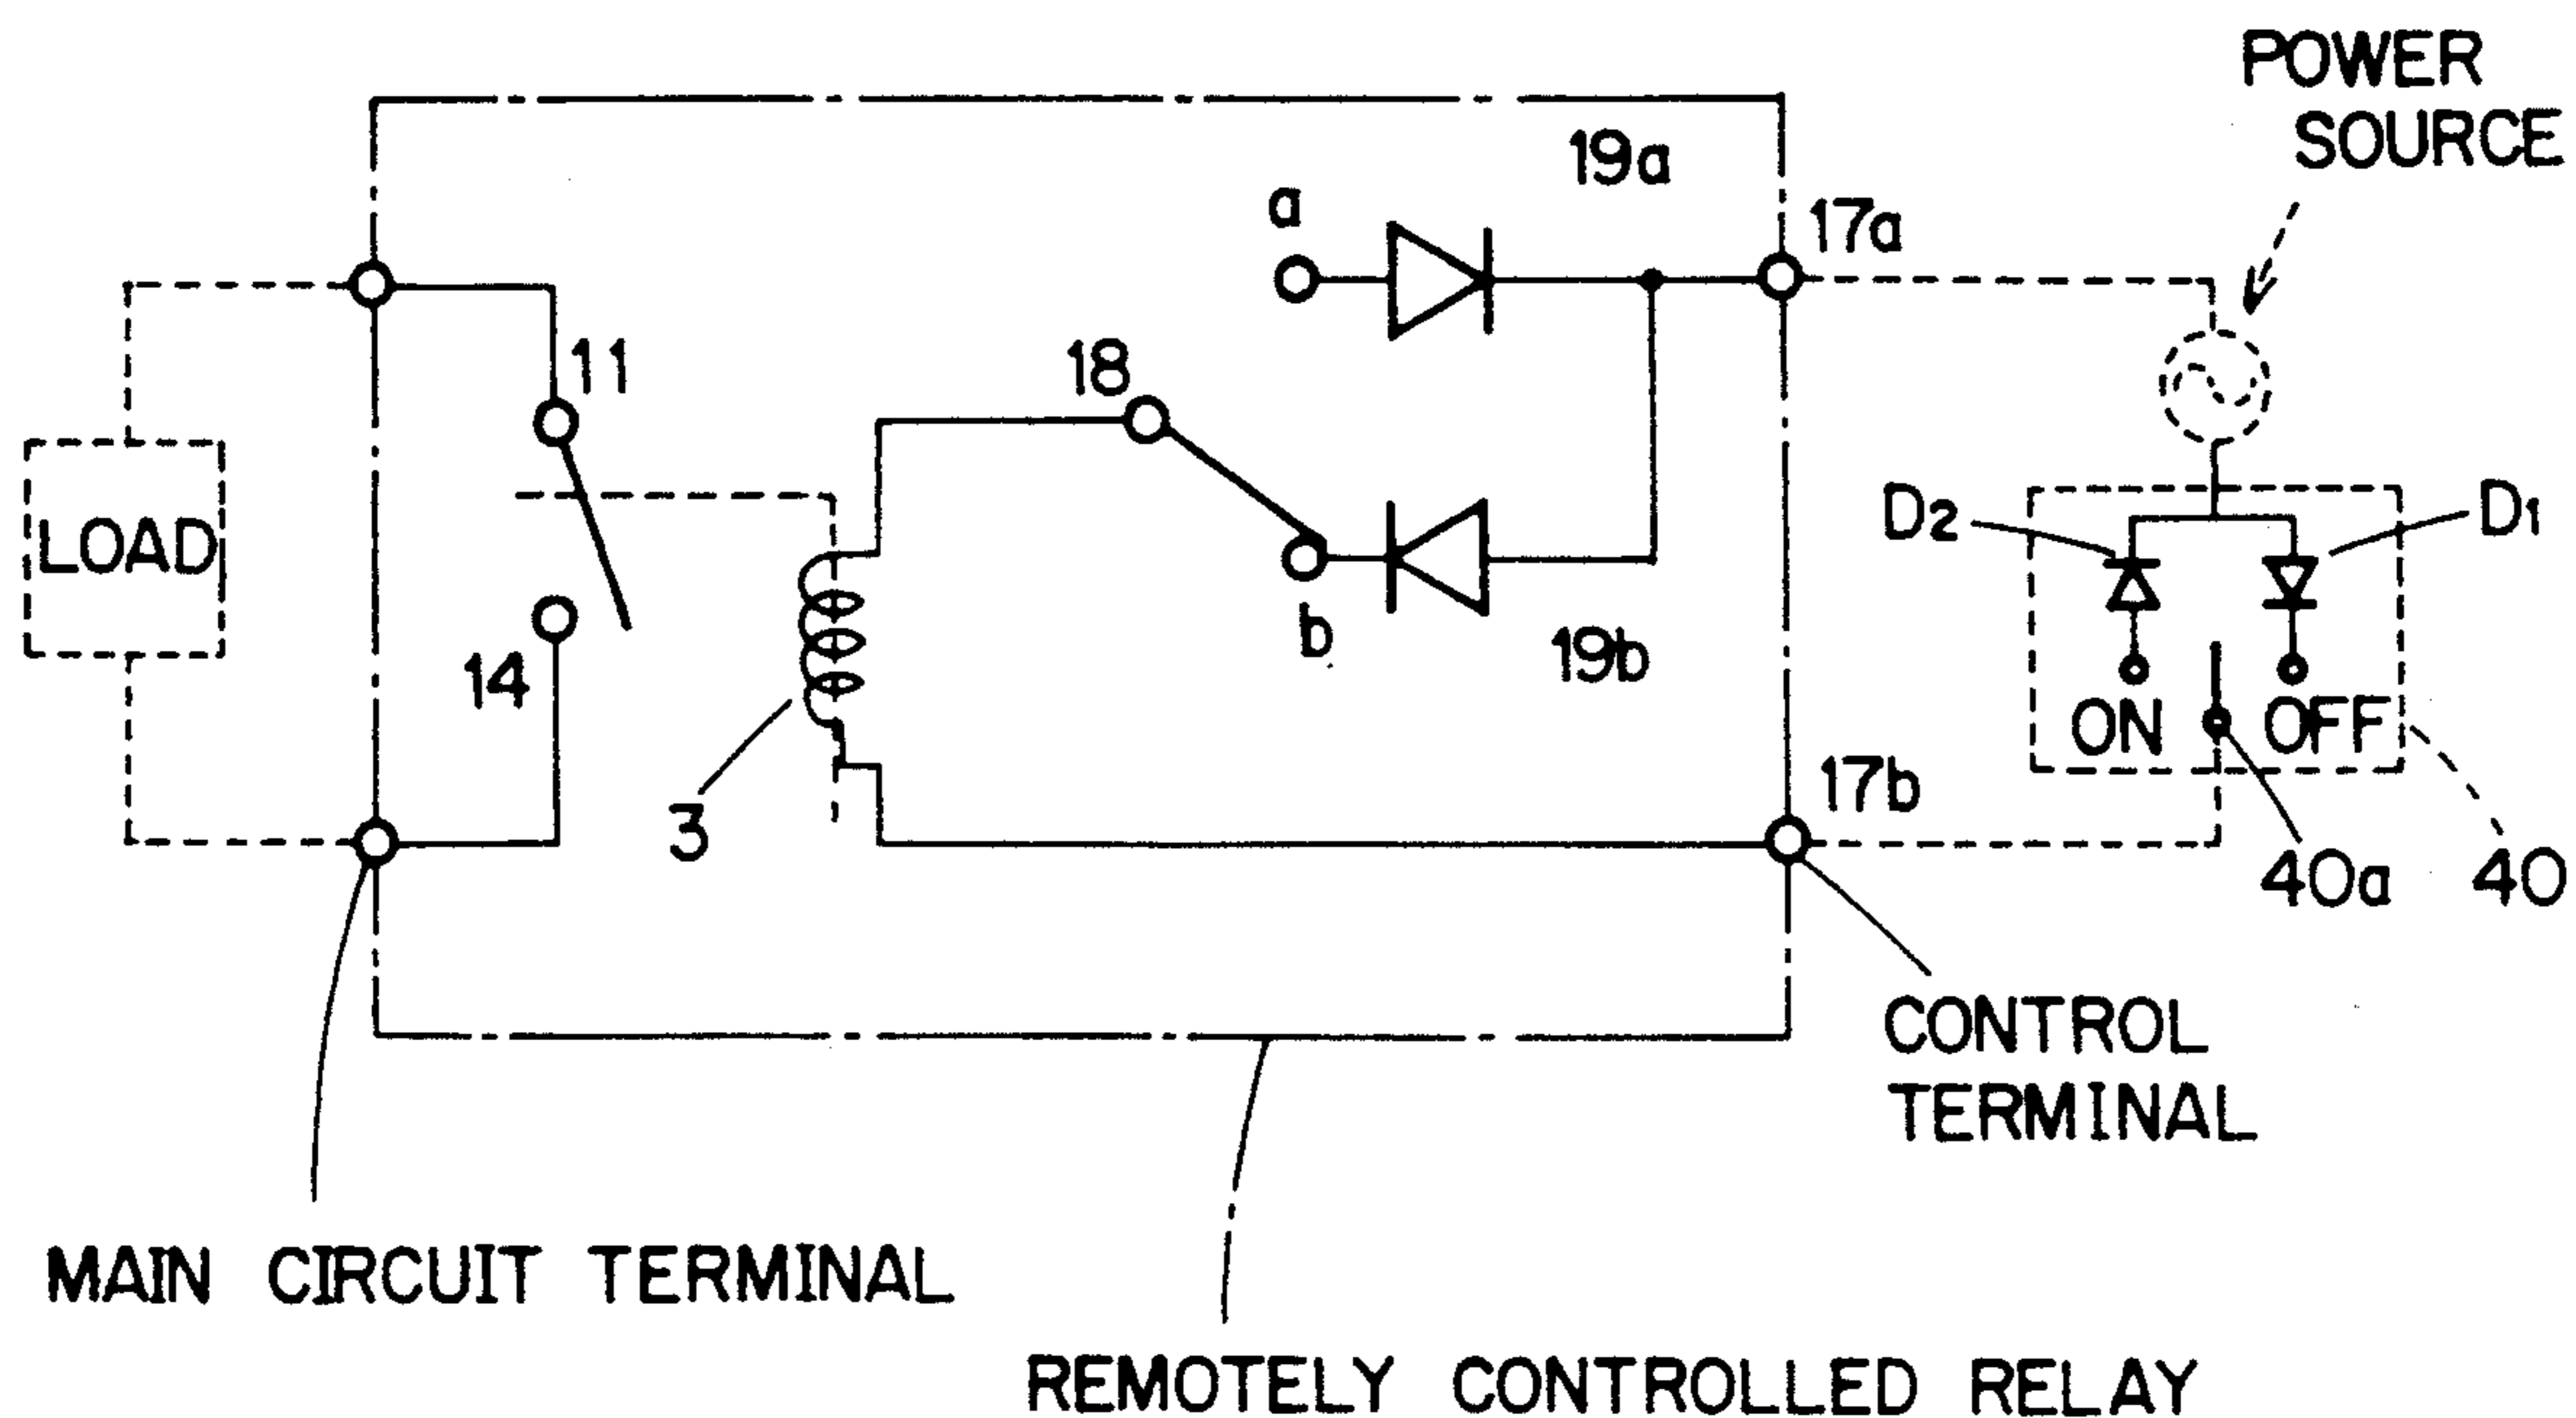 POWER
SOURCE
19a
a
17a
11
18
D2
D1
LOAD
b
19b
14
ON
OFF
3
17b
40a
40
CONTROL
TERMINAL
MAIN CIRCUIT TERMINAL
REMOTELY CONTROLLED RELAY